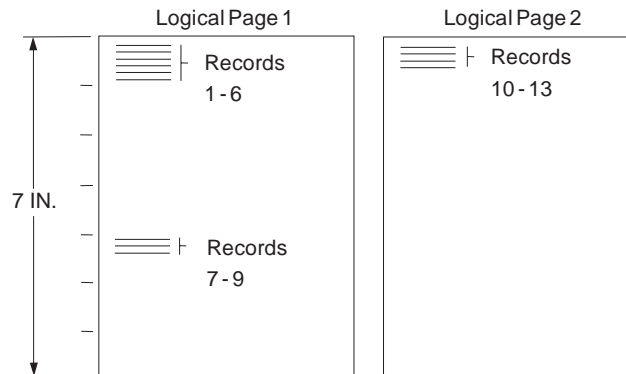 Logical Page 1
Logical Page 2
Records
1 - 6
Records
10 - 13
7 IN.
Records
7 - 9